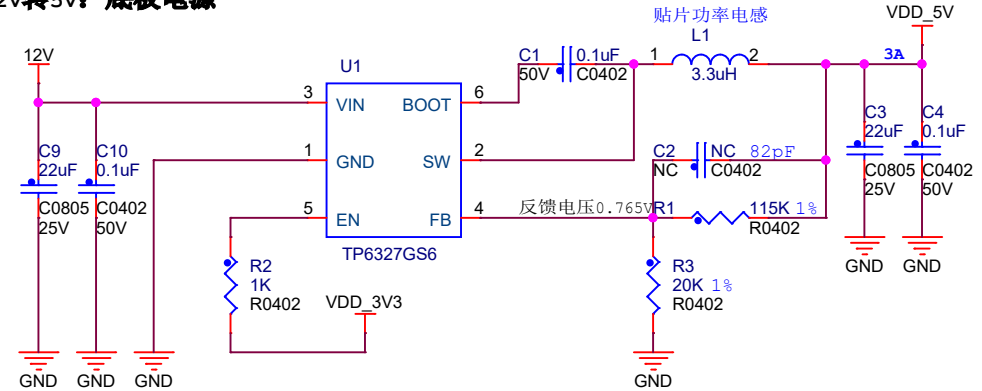 2V转5V：底板电源
贴片功率电感
VDD_5V
12V
U1
C1
50V
0.1uF
C0402
L1
1
2
3.3uH
3A
3
VIN
BOOT
6
C9
22uF
C0805
25V
C10
0.1uF
C0402
50V
1
GND
SW
2
C2
NC
NC
82pF
C0402
C3
22uF
C0805
25V
C4
0.1uF
C0402
50V
5
EN
FB
4
反馈电压0.765V
R1
115K 1%
R0402
TP6327GS6
R2
1K
R0402
VDD_3V3
R3
20K 1%
R0402
GND
GND
GND
GND
GND
GND